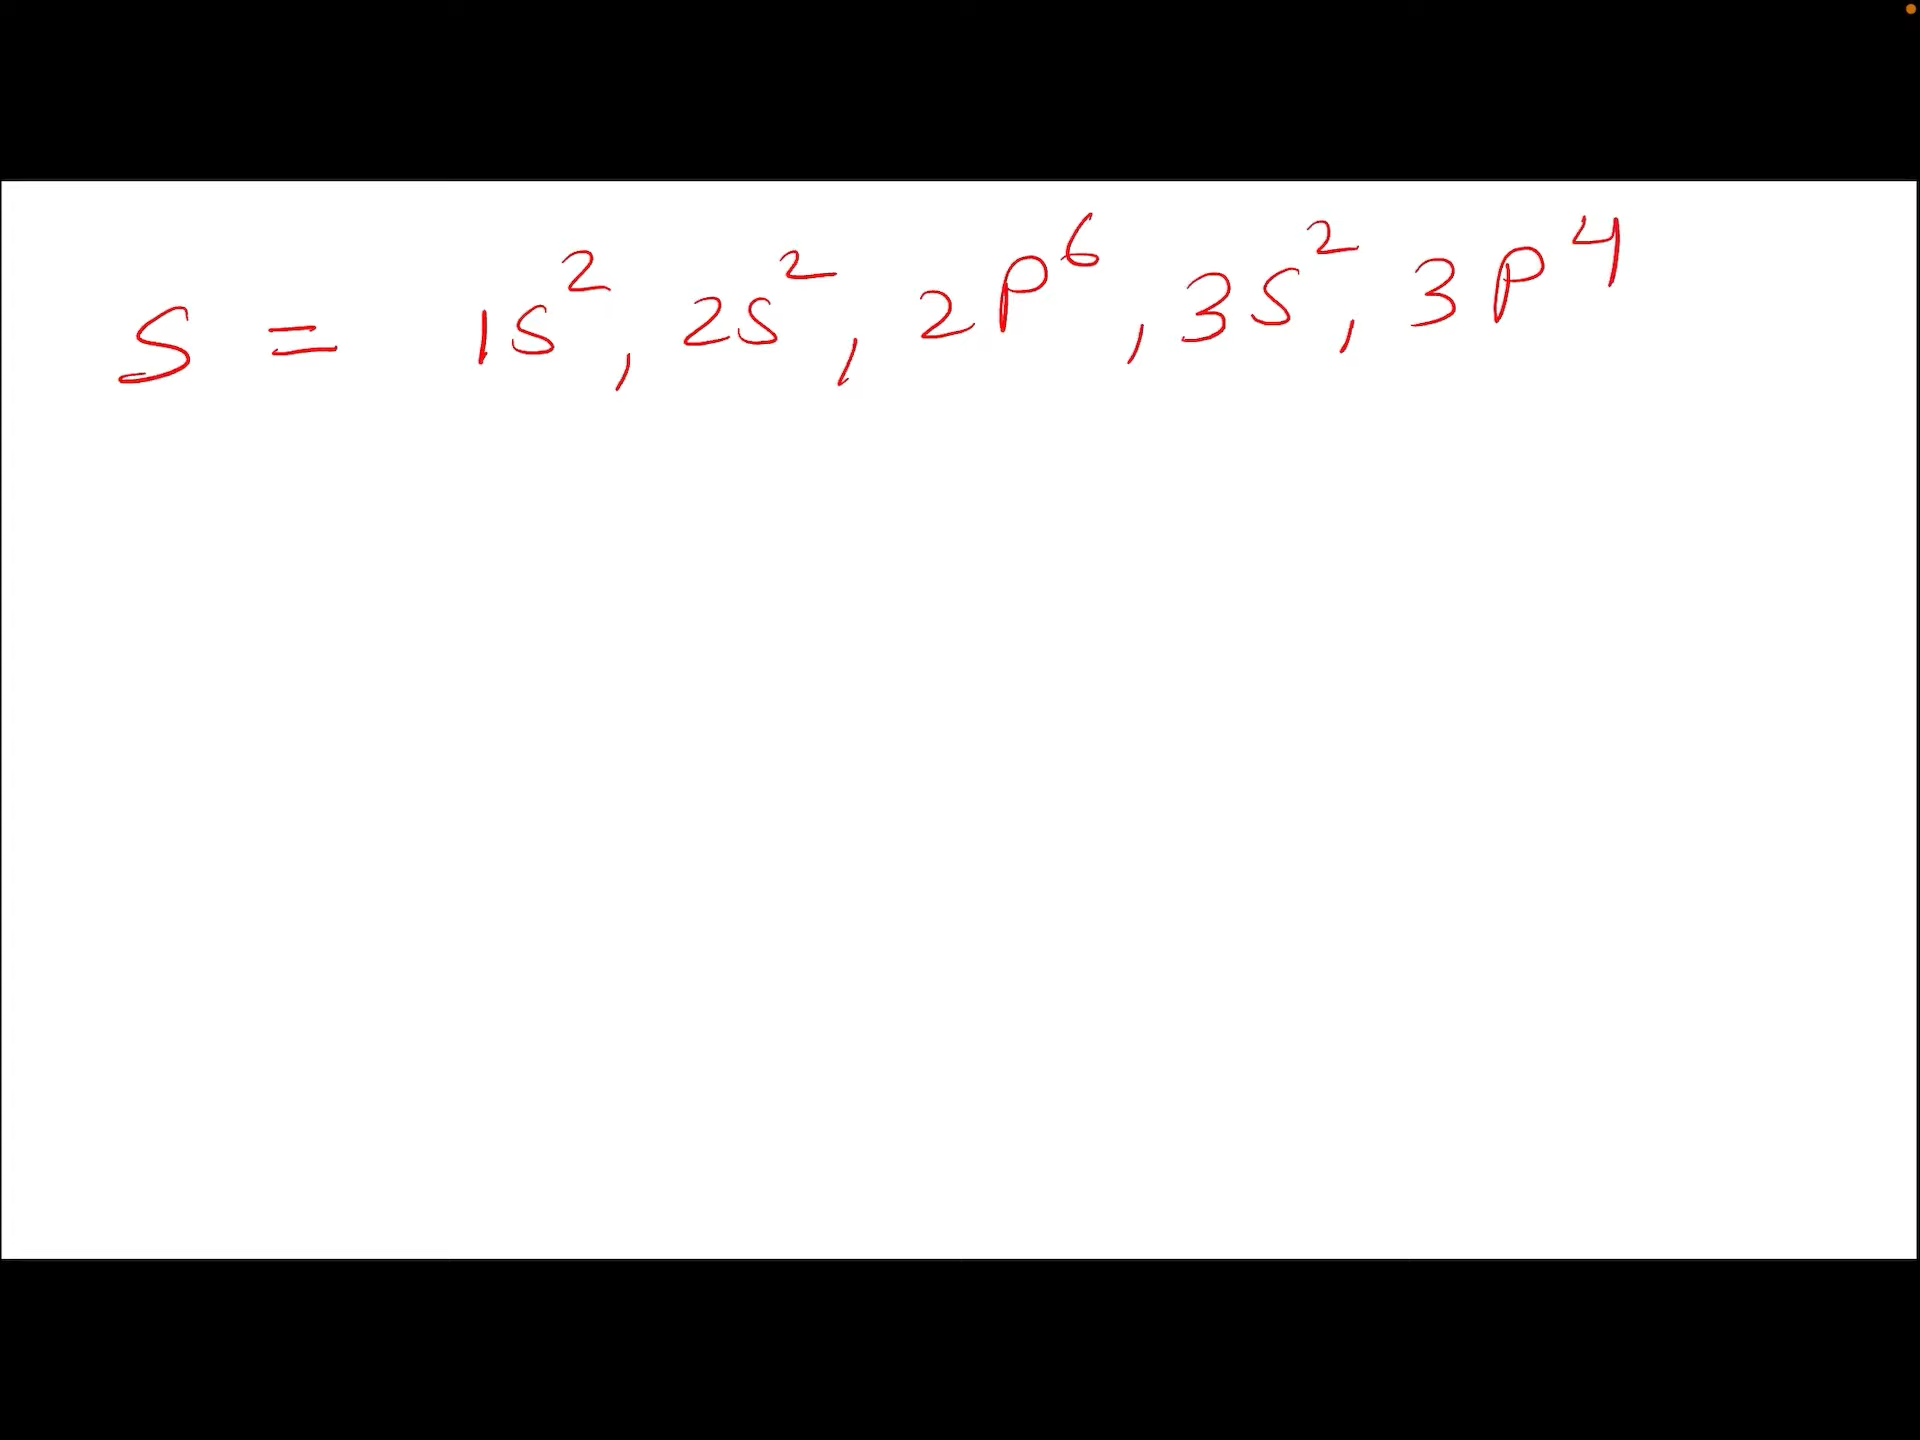 S = 1s², 2s², 2p⁶, 3s², 3p⁴